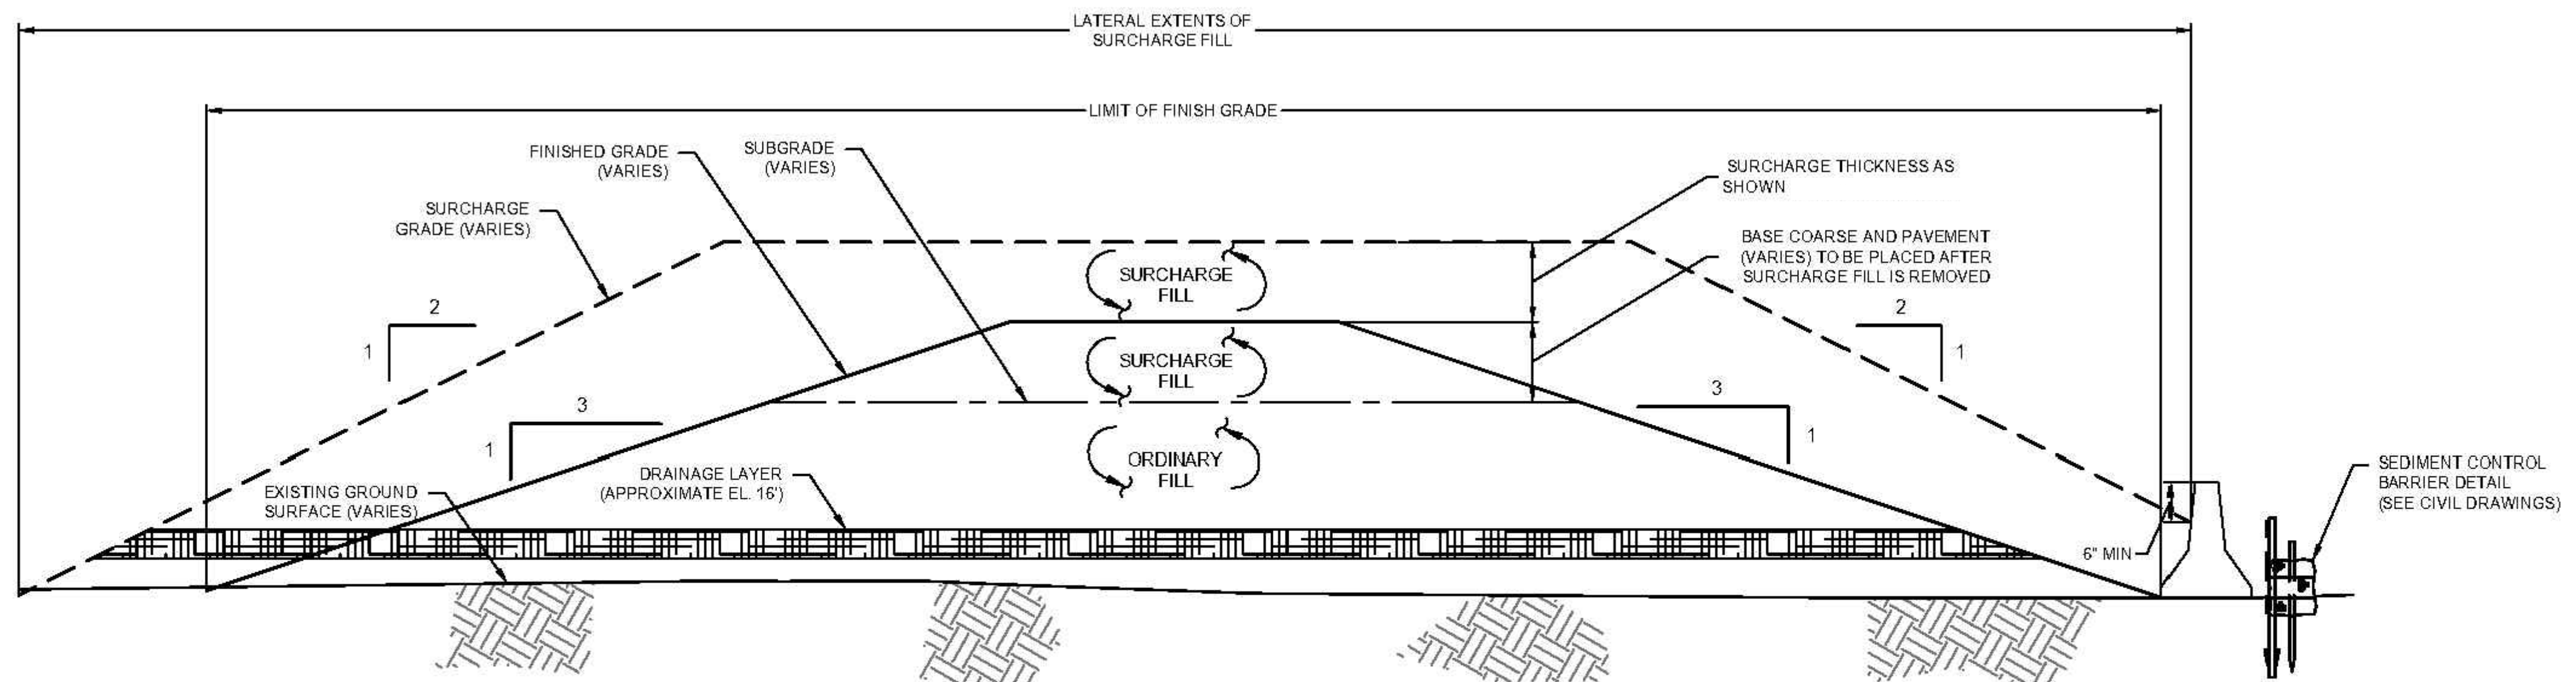 LATERAL EXTENTS OF
SURCHARGE FILL
LIMIT OF FINISH GRADE
FINISHED GRADE
(VARIES)
SUBGRADE
(VARIES)
SURCHARGE THICKNESS AS
SHOWN
SURCHARGE
GRADE (VARIES)
BASE COARSE AND PAVEMENT
(VARIES) TO BE PLACED AFTER
SURCHARGE FILL IS REMOVED
SURCHARGE
FILL
2
1
2
1
SURCHARGE
FILL
3
1
3
1
ORDINARY
FILL
DRAINAGE LAYER
(APPROXIMATE EL. 16')
EXISTING GROUND
SURFACE (VARIES)
SEDIMENT CONTROL
BARRIER DETAIL
(SEE CIVIL DRAWINGS)
6" MIN